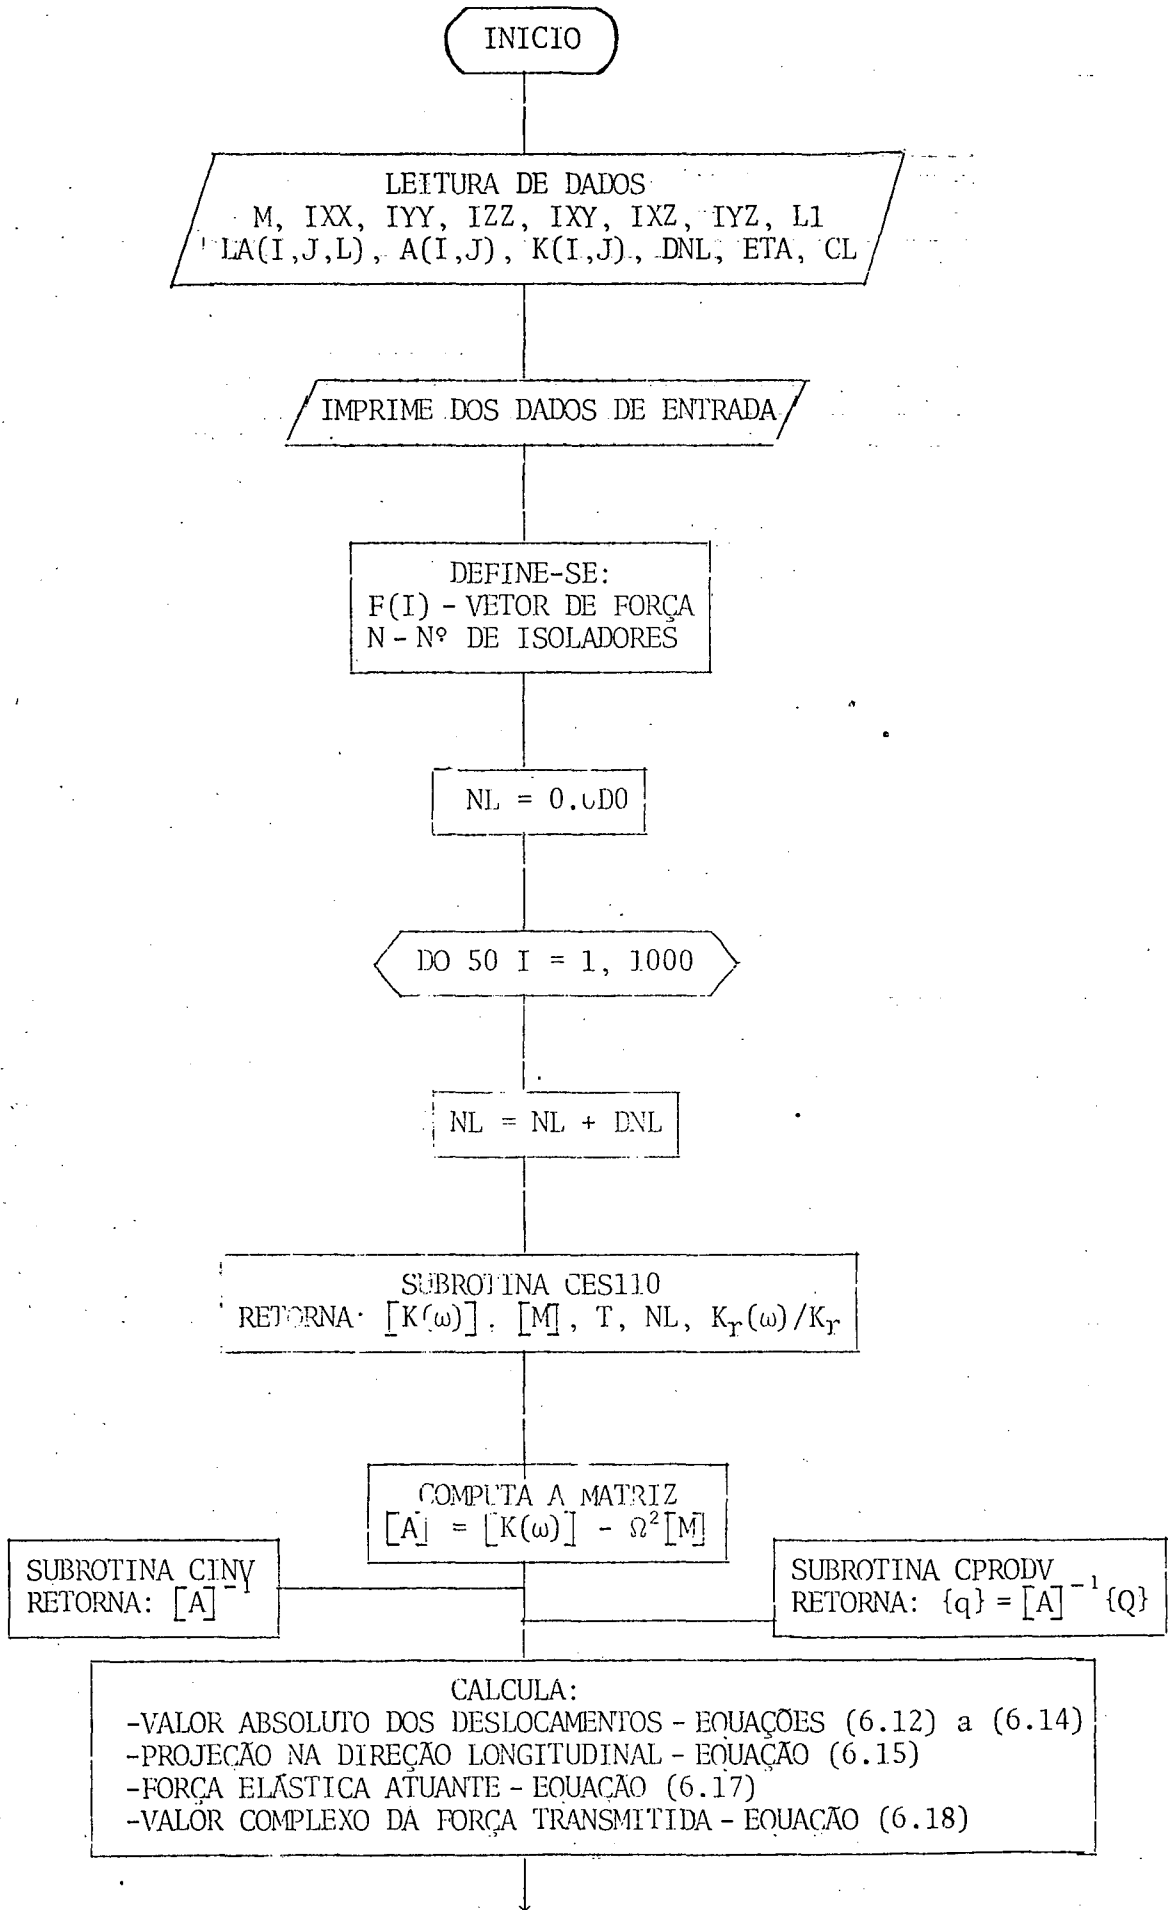 INICIO
LEITURA DE DADOS
M, IXX, IYY, IZZ, IXY, IXZ, IYZ, L1
LA(I,J,L), A(I,J), K(I,J), DNL, ETA, CL
IMPRIME DOS DADOS DE ENTRADA
DEFINE-SE:
F(I) - VETOR DE FORÇA
N - Nº DE ISOLADORES
NL = 0.0D0
DO 50 I = 1, 1000
NL = NL + DNL
SUBROTINA CES110
RETORNA: [K(ω)], [M], T, NL, Kr(ω)/Kr
COMPUTA A MATRIZ
[A] = [K(ω)] - Ω²[M]
SUBROTINA CINV
RETORNA: [A]⁻¹
SUBROTINA CPRODV
RETORNA: {q} = [A]⁻¹{Q}
CALCULA:
-VALOR ABSOLUTO DOS DESLOCAMENTOS - EQUAÇÕES (6.12) a (6.14)
-PROJEÇÃO NA DIREÇÃO LONGITUDINAL - EQUAÇÃO (6.15)
-FORÇA ELÁSTICA ATUANTE - EQUAÇÃO (6.17)
-VALOR COMPLEXO DA FORÇA TRANSMITIDA - EQUAÇÃO (6.18)